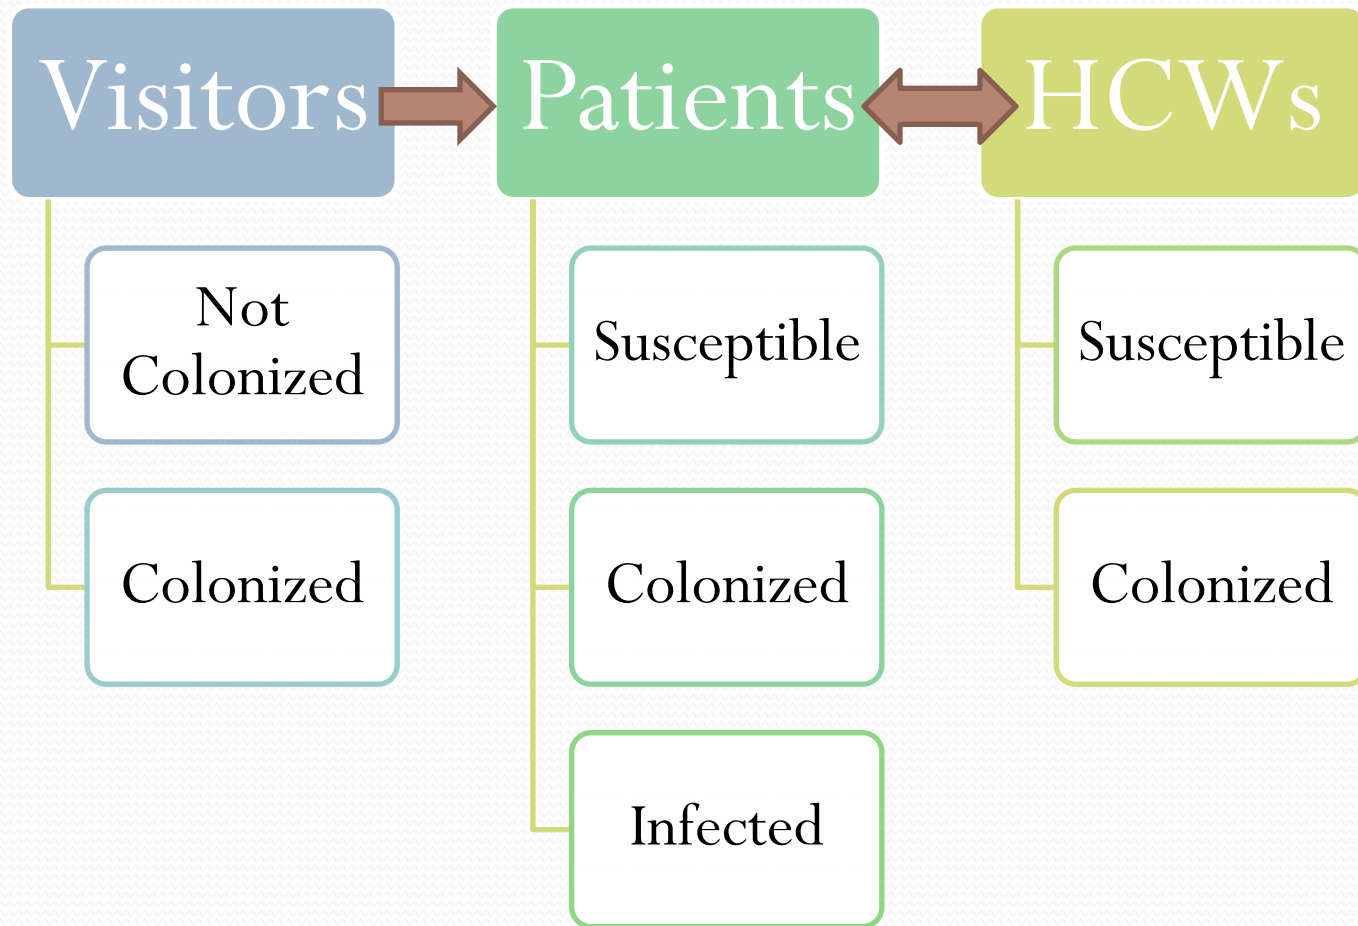 Visitors
Patients
HCWs
Not
Colonized
Colonized
Susceptible
Colonized
Infected
Susceptible
Colonized